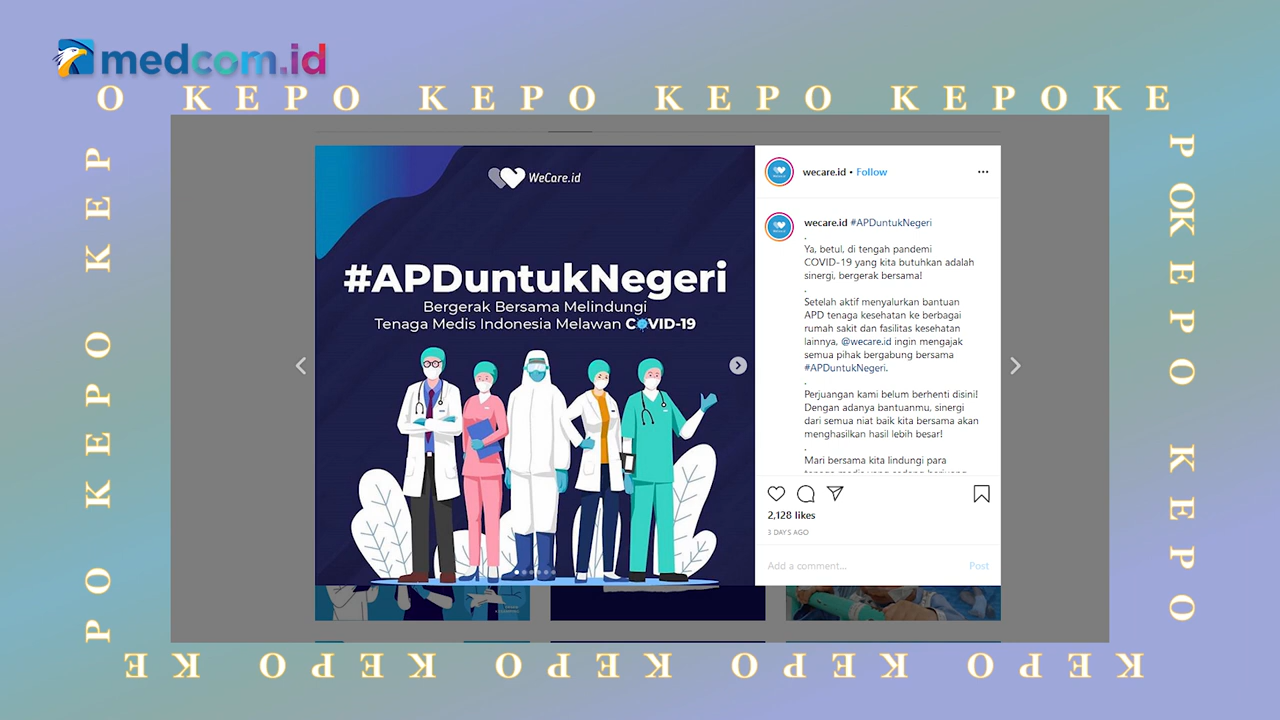 medcom.id
O KEPO KEPO KEPO KEPOKE
POKEPO KEPO
KEPO KEPO KEPO KEPO KE
KEPO KEPO KEP
WeCare.id
#APDuntukNegeri
Bergerak Bersama Melindungi
Tenaga Medis Indonesia Melawan COVID-19
wecare.id • Follow
wecare.id #APDuntukNegeri
.
Ya, betul, di tengah pandemi
COVID-19 yang kita butuhkan adalah
sinergi, bergerak bersama!
.
Setelah aktif menyalurkan bantuan
APD tenaga kesehatan ke berbagai
rumah sakit dan fasilitas kesehatan
lainnya, @wecare.id ingin mengajak
semua pihak bergabung bersama
#APDuntukNegeri.
.
Perjuangan kami belum berhenti disini!
Dengan adanya bantuanmu, sinergi
dari semua niat baik kita bersama akan
menghasilkan hasil lebih besar!
.
Mari bersama kita lindungi para
2,128 likes
3 DAYS AGO
Add a comment...
Post